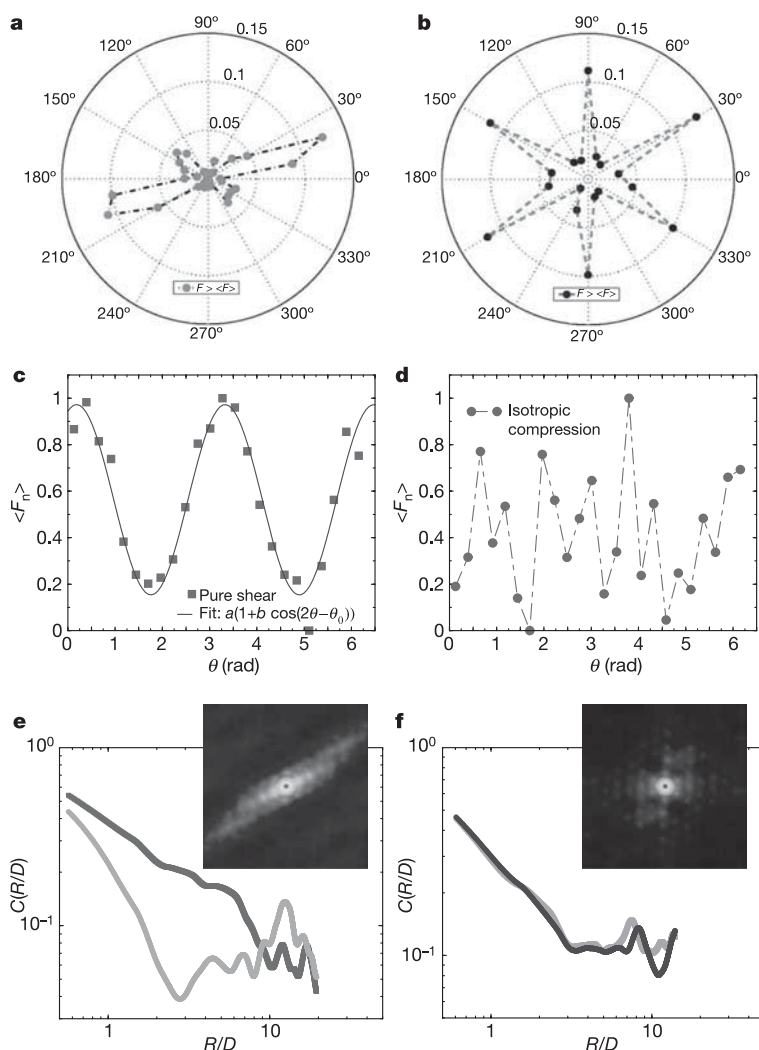 a
b
90°
0.15
120°
60°
0.1
150°
30°
0.05
180°
0°
F > <F>
210°
330°
240°
300°
270°
90°
0.15
120°
60°
0.1
150°
30°
0.05
180°
0°
F > <F>
210°
330°
240°
300°
270°
c
d
1
0.8
0.6
0.4
0.2
0
<Fn>
Pure shear
Fit: a(1+b cos(2θ−θ0))
0 1 2 3 4 5 6
θ (rad)
1
0.8
0.6
0.4
0.2
0
<Fn>
Isotropic
compression
0 1 2 3 4 5 6
θ (rad)
e
f
10^0
10^−1
C(R/D)
1 10
R/D
10^0
10^−1
C(R/D)
1 10
R/D